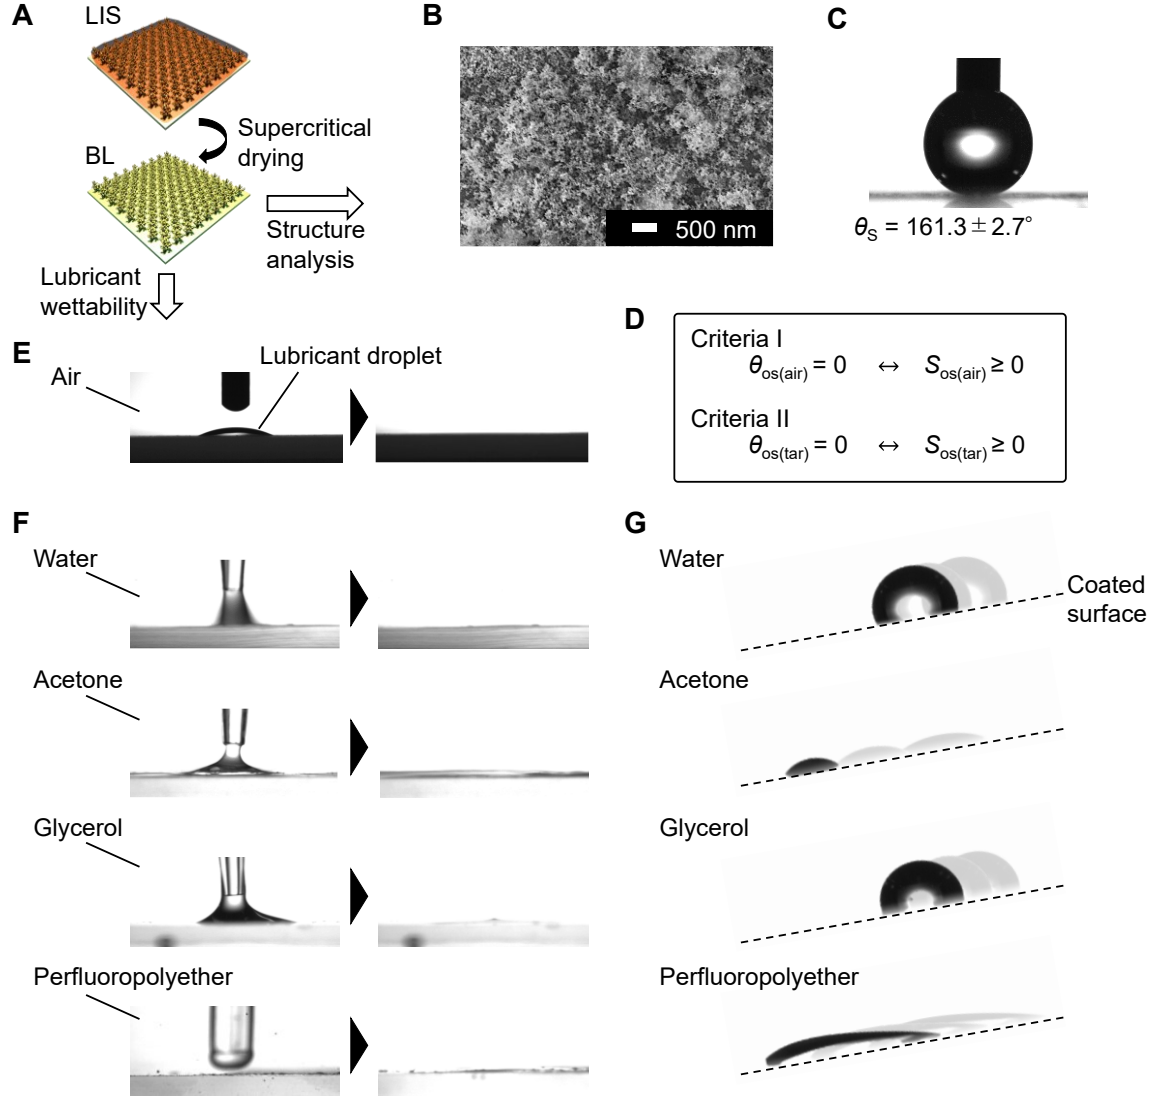 A
LIS
Supercritical
drying
BL
Structure
analysis
Lubricant
wettability
B
500 nm
C
θS = 161.3 ± 2.7°
D
Criteria I
θos(air) = 0 ↔ Sos(air) ≥ 0
Criteria II
θos(tar) = 0 ↔ Sos(tar) ≥ 0
E
Air
Lubricant droplet
F
Water
Acetone
Glycerol
Perfluoropolyether
G
Water
Coated
surface
Acetone
Glycerol
Perfluoropolyether